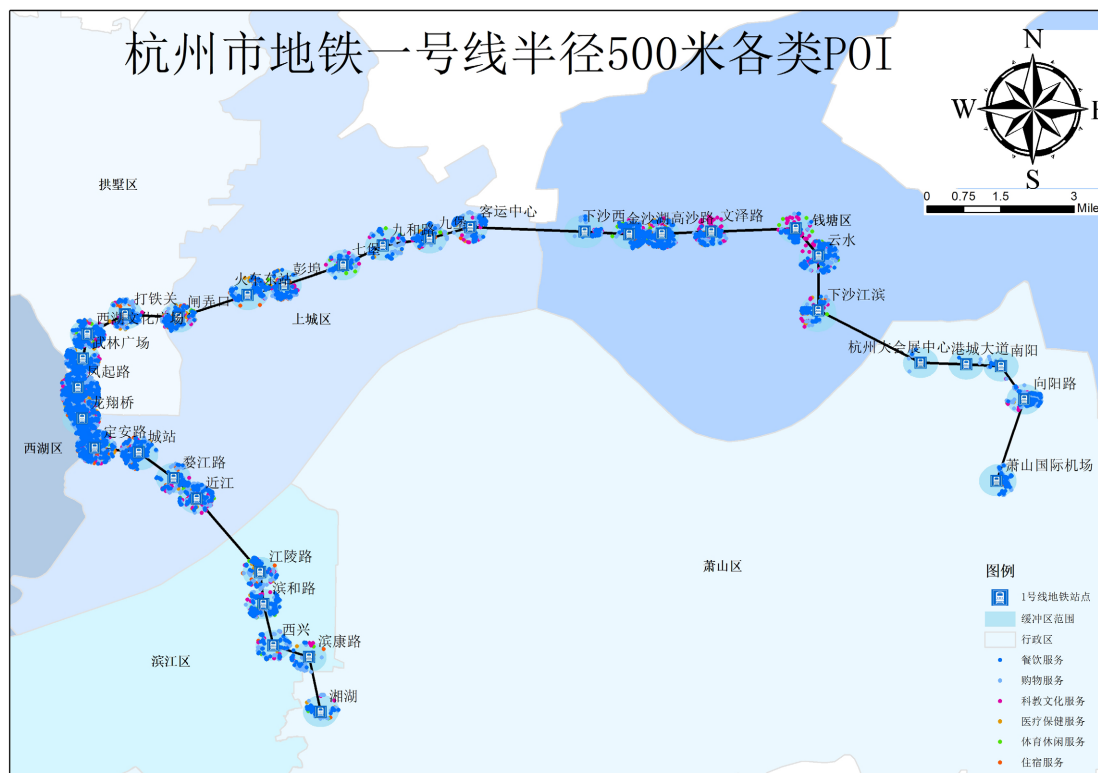 杭州市地铁一号线半径500米各类POI
N
W
E
S
0 0.75 1.5 3
Mile
拱墅区
客运中心
下沙西
金沙湖
高沙路
文泽路
钱塘区
九堡
九和路
云水
七堡
彭埠
火车东站
下沙江滨
打铁关
闸弄口
西湖文化广场
上城区
武林广场
杭州大会展中心
港城大道
南阳
凤起路
向阳路
龙翔桥
定安路
城站
西湖区
婺江路
近江
萧山国际机场
江陵路
萧山区
滨和路
西兴
滨康路
滨江区
湘湖
图例
1号线地铁站点
缓冲区范围
行政区
餐饮服务
购物服务
科教文化服务
医疗保健服务
体育休闲服务
住宿服务